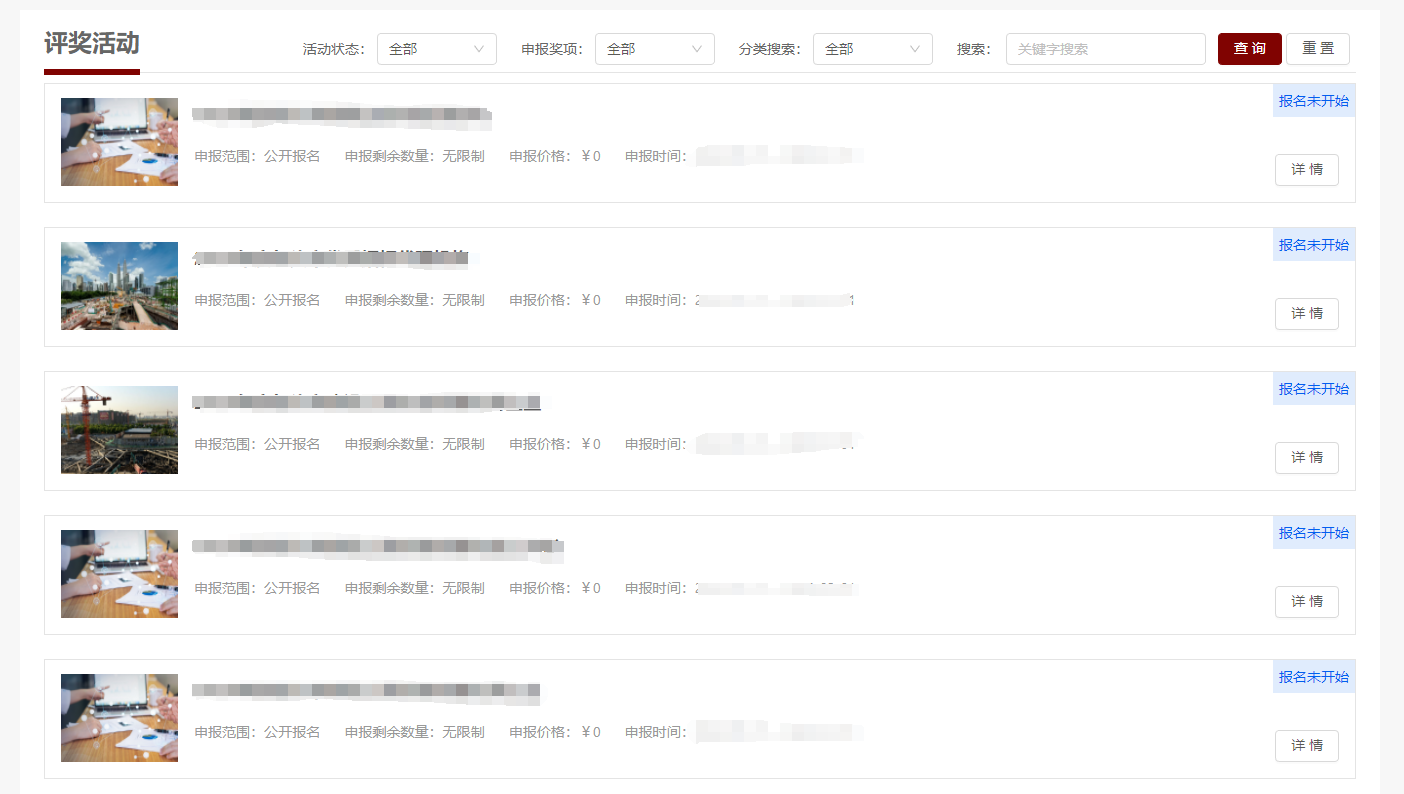 评奖活动 活动状态： 全部 申报奖项： 全部 分类搜索： 全部 搜索： 关键字搜索 查 询 重 置
报名未开始
申报范围：公开报名 申报剩余数量：无限制 申报价格：￥0 申报时间：
详 情
报名未开始
申报范围：公开报名 申报剩余数量：无限制 申报价格：￥0 申报时间：
详 情
报名未开始
申报范围：公开报名 申报剩余数量：无限制 申报价格：￥0 申报时间：
详 情
报名未开始
申报范围：公开报名 申报剩余数量：无限制 申报价格：￥0 申报时间：
详 情
报名未开始
申报范围：公开报名 申报剩余数量：无限制 申报价格：￥0 申报时间：
详 情